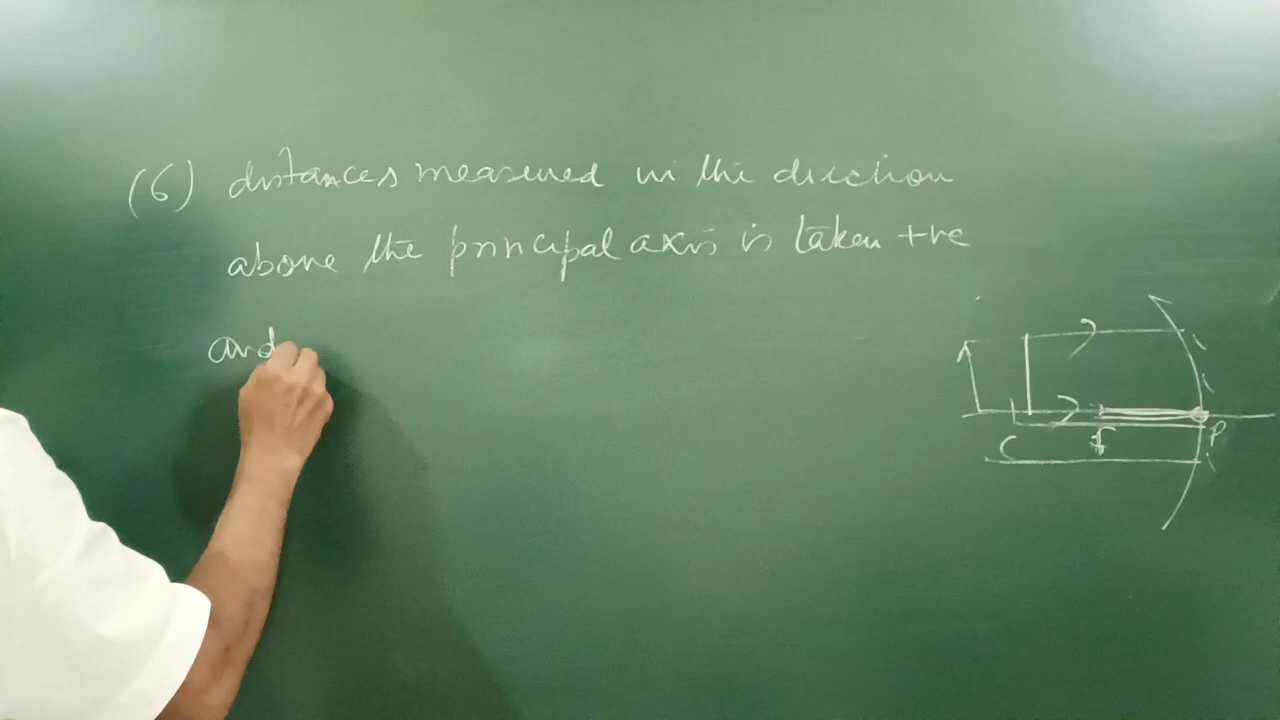 (6) distances measured in the direction
above the principal axis is taken +ve
and
C
F
P